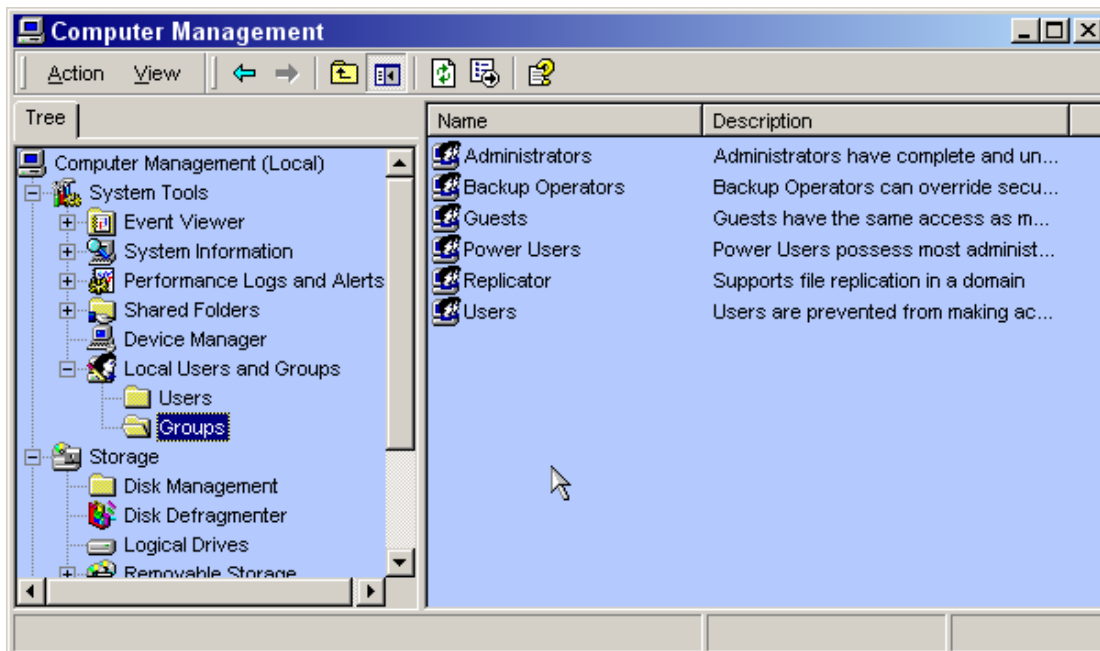 Computer Management
Action View
Tree
Name Description
Computer Management (Local)
System Tools
Event Viewer
System Information
Performance Logs and Alerts
Shared Folders
Device Manager
Local Users and Groups
Users
Groups
Storage
Disk Management
Disk Defragmenter
Logical Drives
Removable Storage
Administrators Administrators have complete and un...
Backup Operators Backup Operators can override secu...
Guests Guests have the same access as m...
Power Users Power Users possess most administ...
Replicator Supports file replication in a domain
Users Users are prevented from making ac...